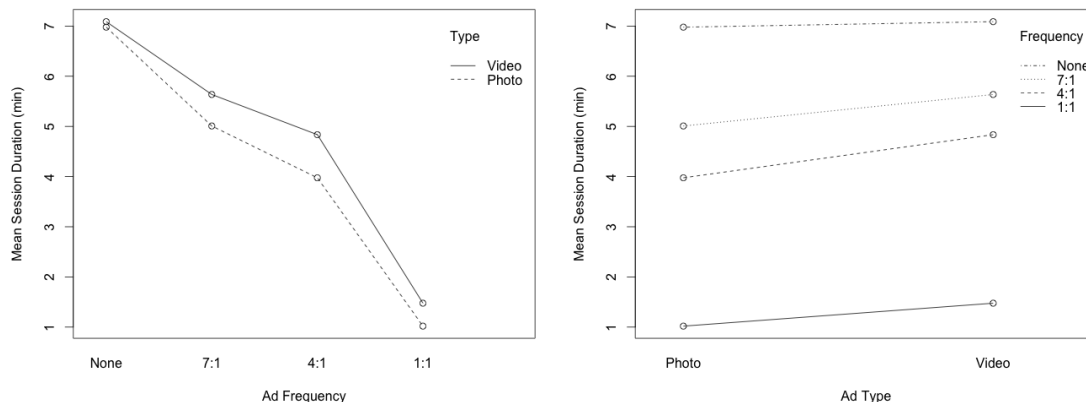 Mean Session Duration (min)
7
6
5
4
3
2
1
None
7:1
4:1
1:1
Ad Frequency
Type
Video
Photo
Mean Session Duration (min)
7
6
5
4
3
2
1
Photo
Video
Ad Type
Frequency
None
7:1
4:1
1:1